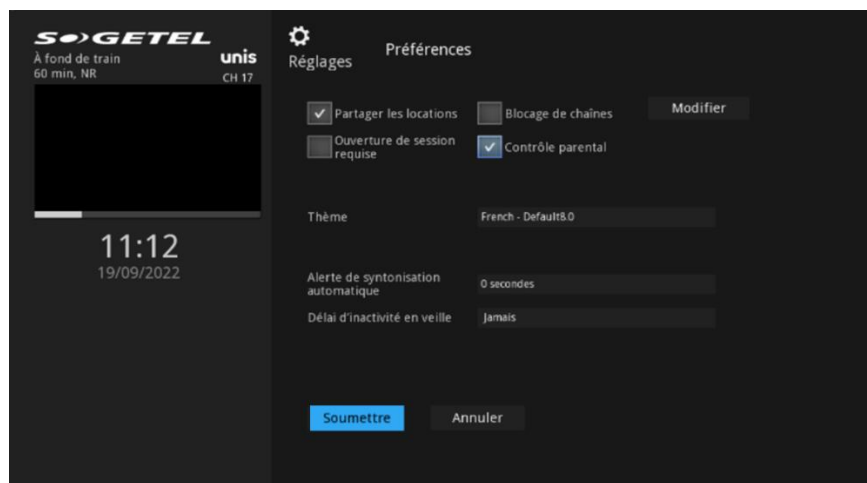 SOGETEL
À fond de train
unis
60 min, NR
CH 17
11:12
19/09/2022
Réglages
Préférences
Partager les locations
Blocage de chaînes
Modifier
Ouverture de session
requise
Contrôle parental
Thème
French - Default8.0
Alerte de syntonisation
automatique
0 secondes
Délai d'inactivité en veille
Jamais
Soumettre
Annuler